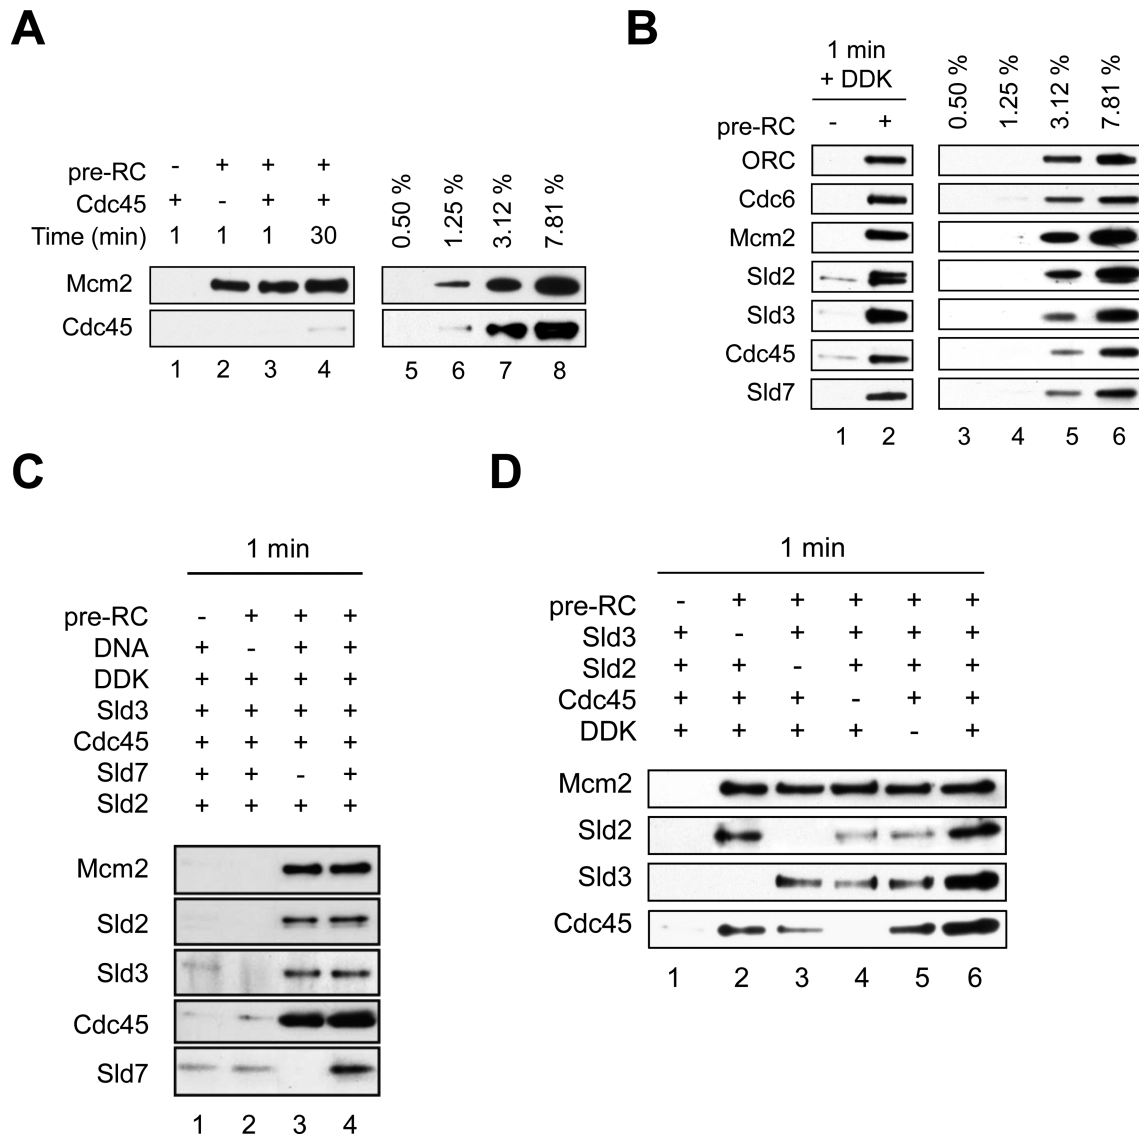 A
pre-RC - + + +
Cdc45 + - + +
Time (min) 1 1 1 30
0.50 % 1.25 % 3.12 % 7.81 %
Mcm2
Cdc45
1 2 3 4 5 6 7 8
B
1 min
+ DDK
0.50 % 1.25 % 3.12 % 7.81 %
pre-RC - +
ORC
Cdc6
Mcm2
Sld2
Sld3
Cdc45
Sld7
1 2 3 4 5 6
C
1 min
pre-RC - + + +
DNA + - + +
DDK + + + +
Sld3 + + + +
Cdc45 + + + +
Sld7 + + - +
Sld2 + + + +
Mcm2
Sld2
Sld3
Cdc45
Sld7
1 2 3 4
D
1 min
pre-RC - + + + + +
Sld3 + - + + + +
Sld2 + + - + + +
Cdc45 + + + - + +
DDK + + + + - +
Mcm2
Sld2
Sld3
Cdc45
1 2 3 4 5 6